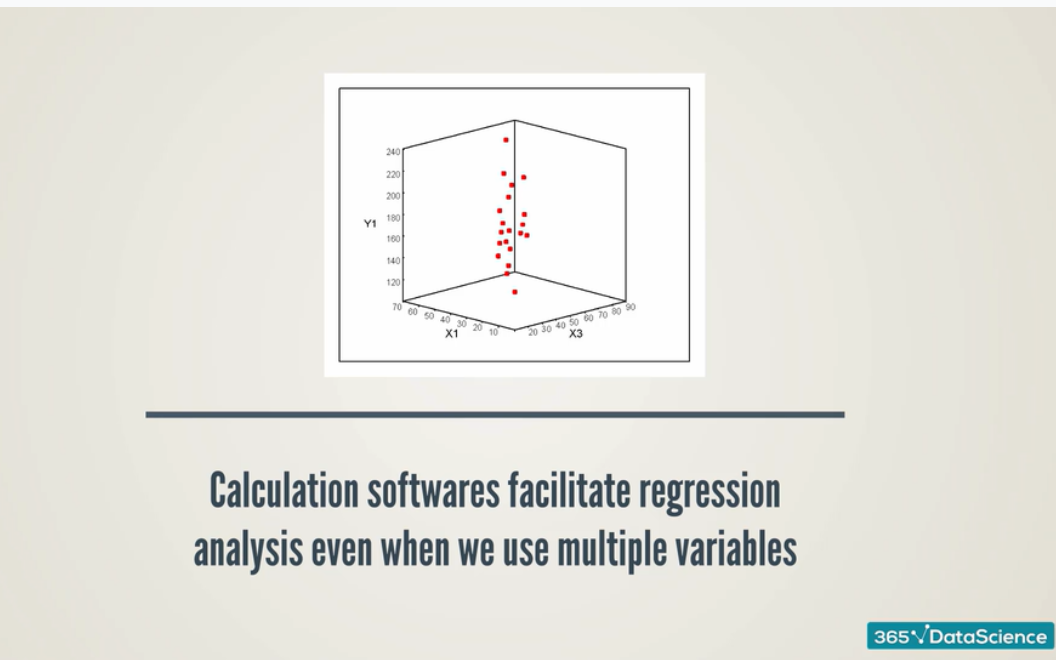 240
220
200
180
Y1
160
140
120
70 60 50 40 30 20 10
20 30 40 50 60 70 80 90
X1
X3
Calculation softwares facilitate regression
analysis even when we use multiple variables
365 DataScience